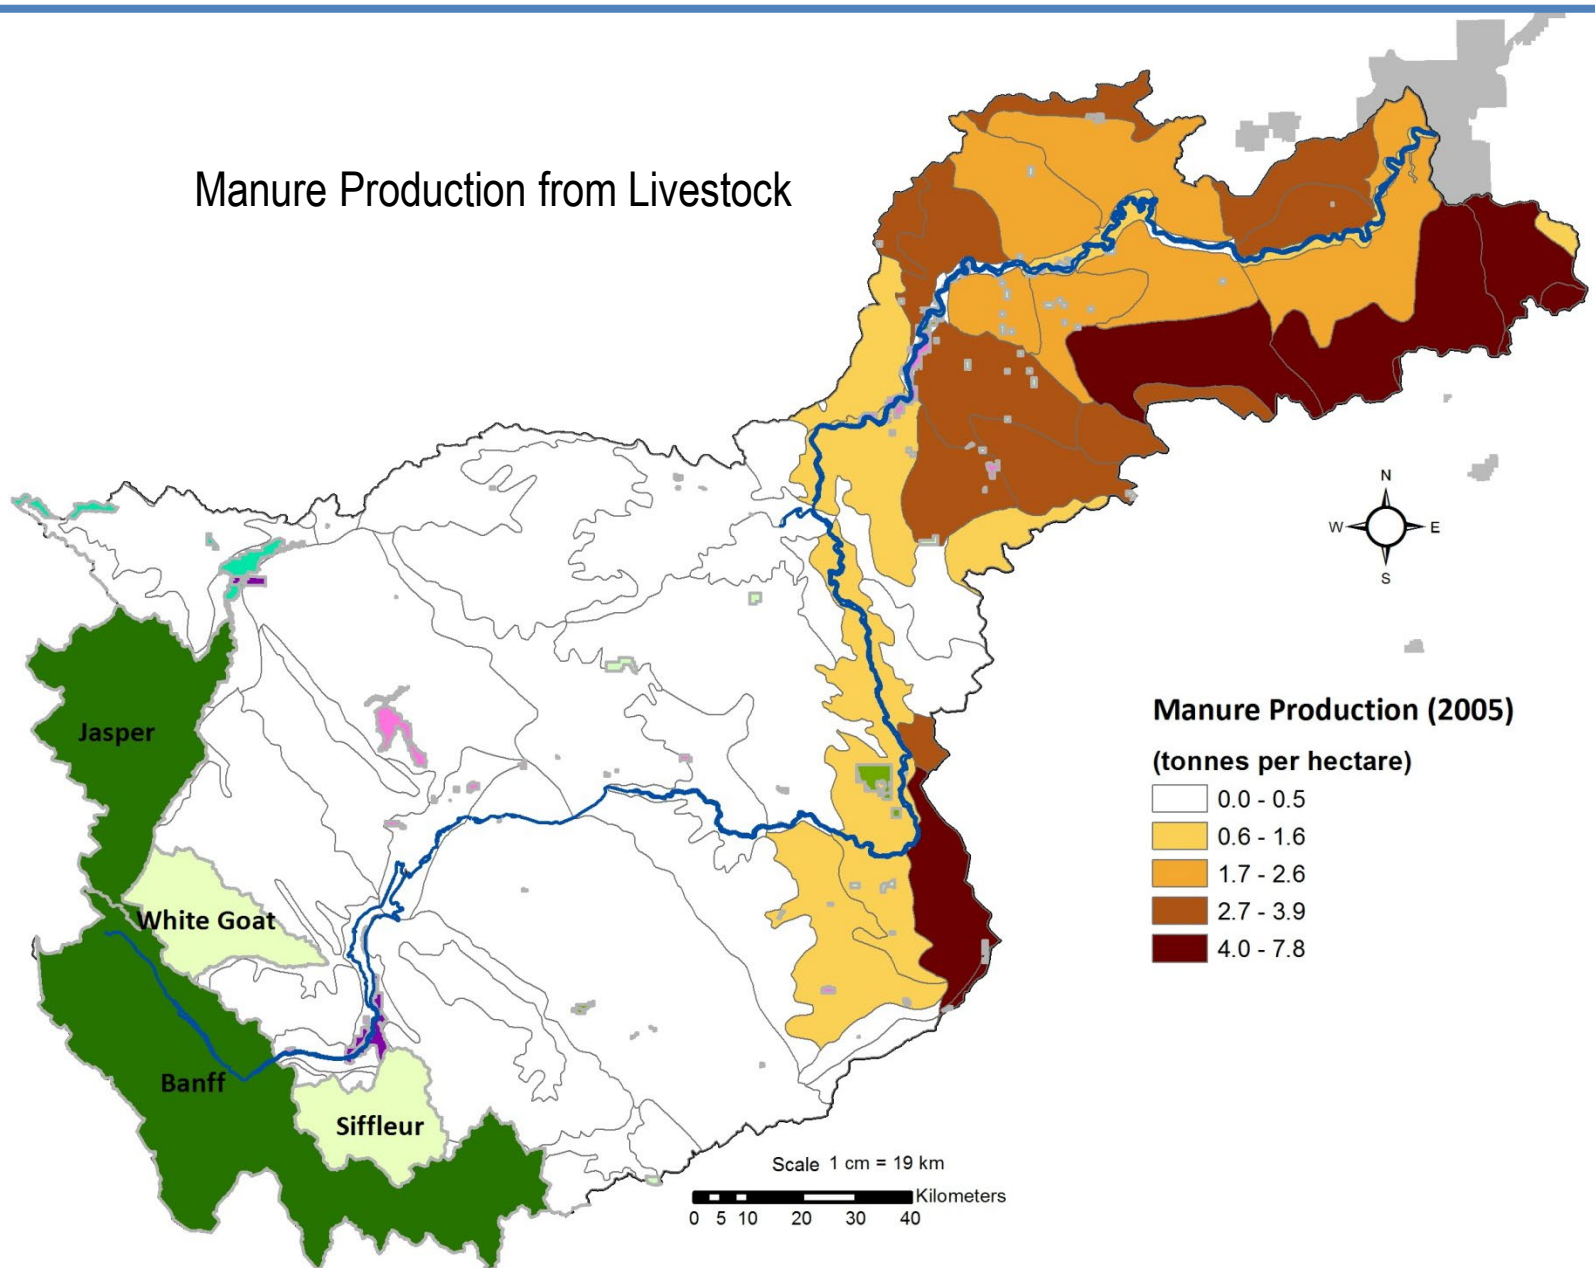 Manure Production from Livestock
N
W E
S
Jasper
White Goat
Banff
Siffleur
Manure Production (2005)
(tonnes per hectare)
0.0 - 0.5
0.6 - 1.6
1.7 - 2.6
2.7 - 3.9
4.0 - 7.8
Scale 1 cm = 19 km
Kilometers
0 5 10 20 30 40